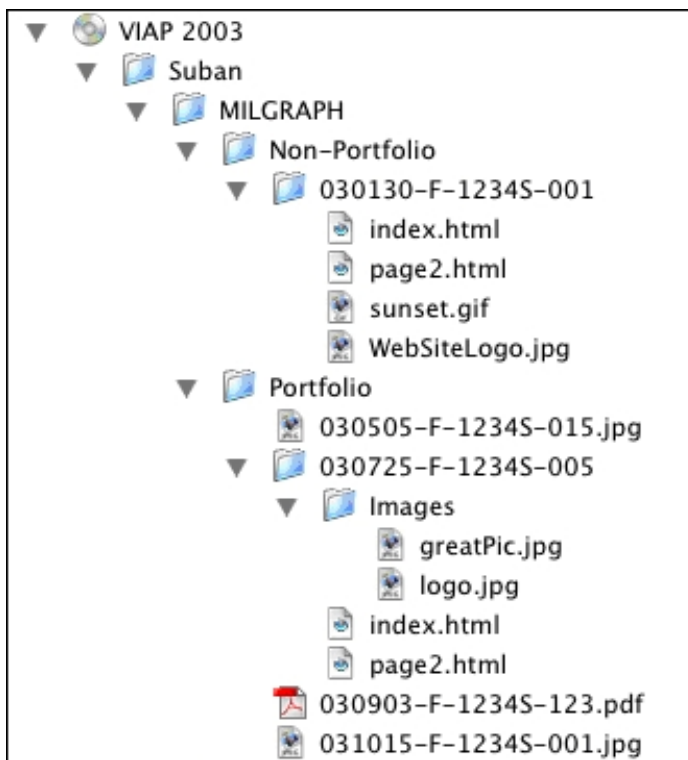 VIAP 2003
Suban
MILGRAPH
Non-Portfolio
030130-F-1234S-001
index.html
page2.html
sunset.gif
WebSiteLogo.jpg
Portfolio
030505-F-1234S-015.jpg
030725-F-1234S-005
Images
greatPic.jpg
logo.jpg
index.html
page2.html
030903-F-1234S-123.pdf
031015-F-1234S-001.jpg